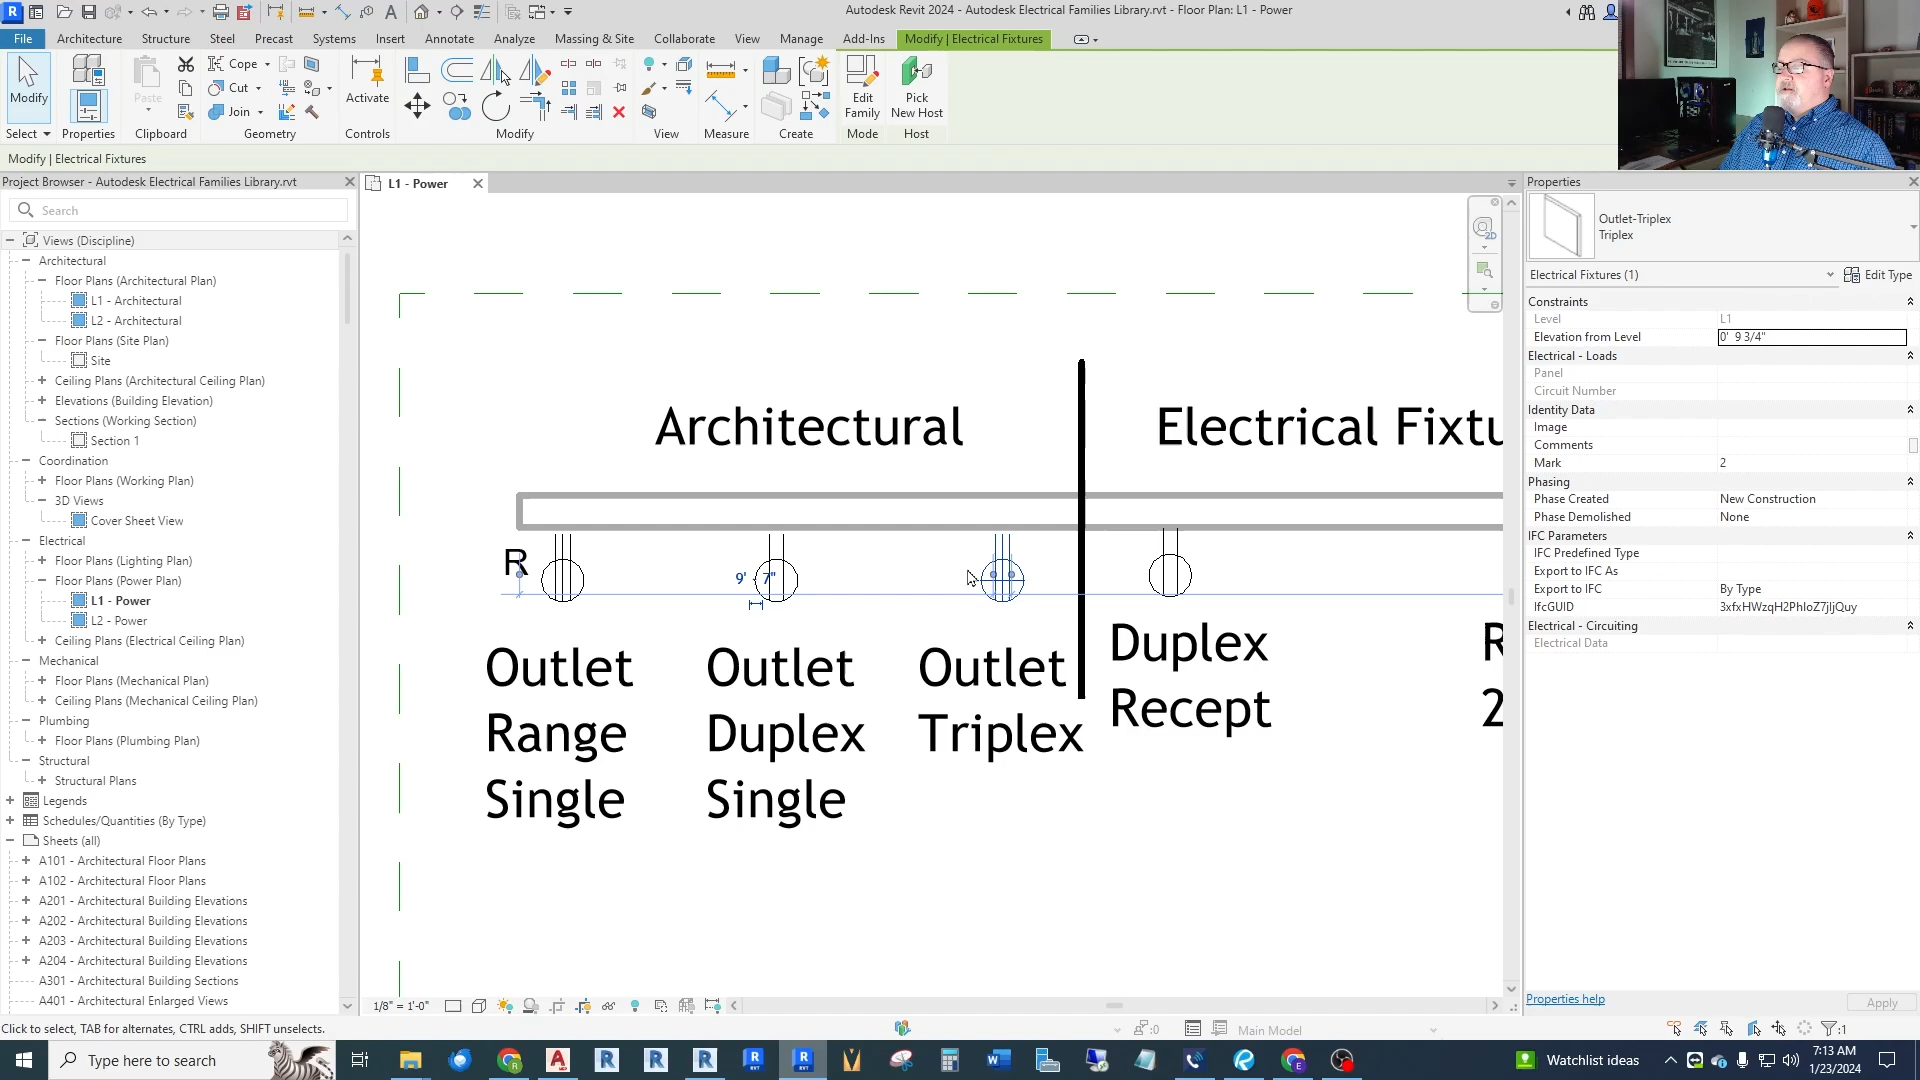 Autodesk Revit 2024 - Autodesk Electrical Families Library.rvt - Floor Plan: L1 - Power
File Architecture Structure Steel Precast Systems Insert Annotate Analyze Massing & Site Collaborate View Manage Add-Ins Modify | Electrical Fixtures
Modify
Paste
Cope
Cut
Join
Activate
Edit
Family
Pick
New Host
Select Properties Clipboard Geometry Controls Modify View Measure Create Mode Host
Modify | Electrical Fixtures
Project Browser - Autodesk Electrical Families Library.rvt
Search
Views (Discipline)
Architectural
Floor Plans (Architectural Plan)
L1 - Architectural
L2 - Architectural
Floor Plans (Site Plan)
Site
Ceiling Plans (Architectural Ceiling Plan)
Elevations (Building Elevation)
Sections (Working Section)
Section 1
Coordination
Floor Plans (Working Plan)
3D Views
Cover Sheet View
Electrical
Floor Plans (Lighting Plan)
Floor Plans (Power Plan)
L1 - Power
L2 - Power
Ceiling Plans (Electrical Ceiling Plan)
Mechanical
Floor Plans (Mechanical Plan)
Ceiling Plans (Mechanical Ceiling Plan)
Plumbing
Floor Plans (Plumbing Plan)
Structural
Structural Plans
Legends
Schedules/Quantities (By Type)
Sheets (all)
A101 - Architectural Floor Plans
A102 - Architectural Floor Plans
A201 - Architectural Building Elevations
A202 - Architectural Building Elevations
A203 - Architectural Building Elevations
A204 - Architectural Building Elevations
A301 - Architectural Building Sections
A401 - Architectural Enlarged Views
L1 - Power
2D
Architectural
Electrical Fixtu
R
9' - 7"
Outlet
Range
Single
Outlet
Duplex
Single
Outlet
Triplex
Duplex
Recept
R
2
1/8" = 1'-0"
Properties
Outlet-Triplex
Triplex
Electrical Fixtures (1) Edit Type
Constraints
Level L1
Elevation from Level 0' 9 3/4"
Electrical - Loads
Panel
Circuit Number
Identity Data
Image
Comments
Mark 2
Phasing
Phase Created New Construction
Phase Demolished None
IFC Parameters
IFC Predefined Type
Export to IFC As
Export to IFC By Type
IfcGUID 3xfxHWzqH2PhIoZ7jIjQuy
Electrical - Circuiting
Electrical Data
Properties help Apply
Click to select, TAB for alternates, CTRL adds, SHIFT unselects.
:0 Main Model :1
Type here to search
Watchlist ideas
7:13 AM
1/23/2024